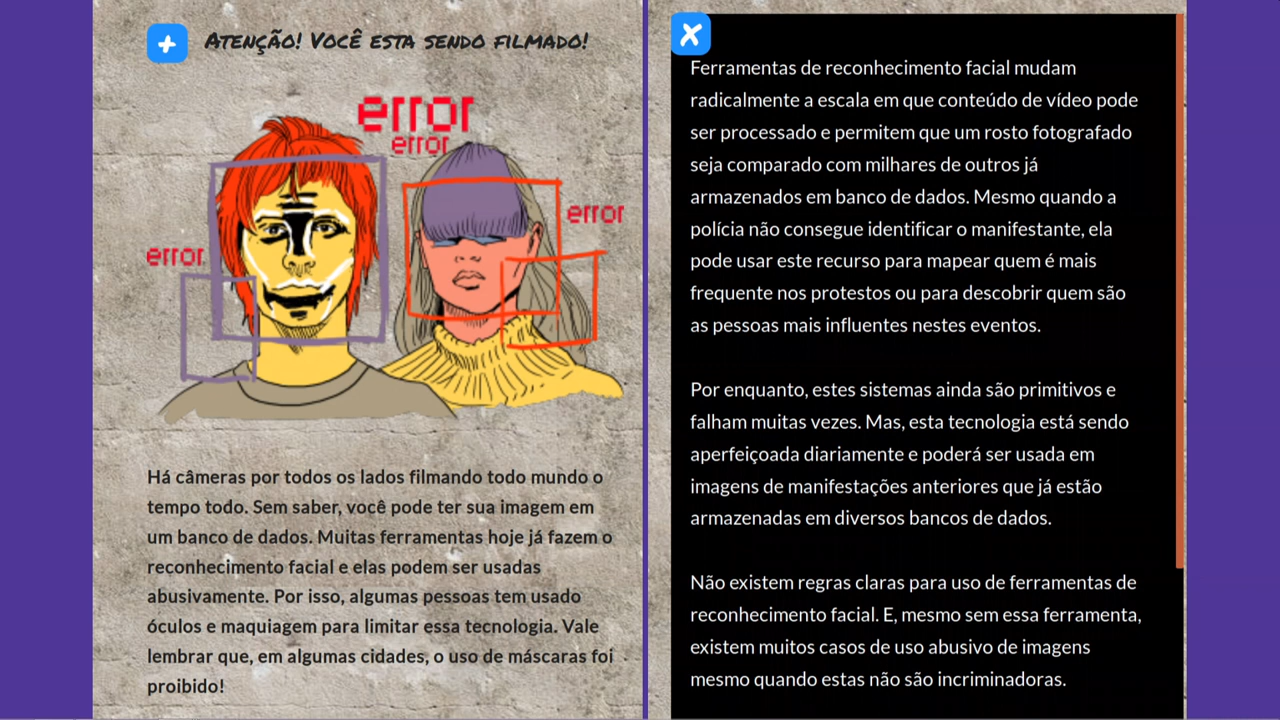 Atenção! Você esta sendo filmado!
error
error
error
error
Há câmeras por todos os lados filmando todo mundo o
tempo todo. Sem saber, você pode ter sua imagem em
um banco de dados. Muitas ferramentas hoje já fazem o
reconhecimento facial e elas podem ser usadas
abusivamente. Por isso, algumas pessoas tem usado
óculos e maquiagem para limitar essa tecnologia. Vale
lembrar que, em algumas cidades, o uso de máscaras foi
proibido!
Ferramentas de reconhecimento facial mudam
radicalmente a escala em que conteúdo de vídeo pode
ser processado e permitem que um rosto fotografado
seja comparado com milhares de outros já
armazenados em banco de dados. Mesmo quando a
polícia não consegue identificar o manifestante, ela
pode usar este recurso para mapear quem é mais
frequente nos protestos ou para descobrir quem são
as pessoas mais influentes nestes eventos.
Por enquanto, estes sistemas ainda são primitivos e
falham muitas vezes. Mas, esta tecnologia está sendo
aperfeiçoada diariamente e poderá ser usada em
imagens de manifestações anteriores que já estão
armazenadas em diversos bancos de dados.
Não existem regras claras para uso de ferramentas de
reconhecimento facial. E, mesmo sem essa ferramenta,
existem muitos casos de uso abusivo de imagens
mesmo quando estas não são incriminadoras.